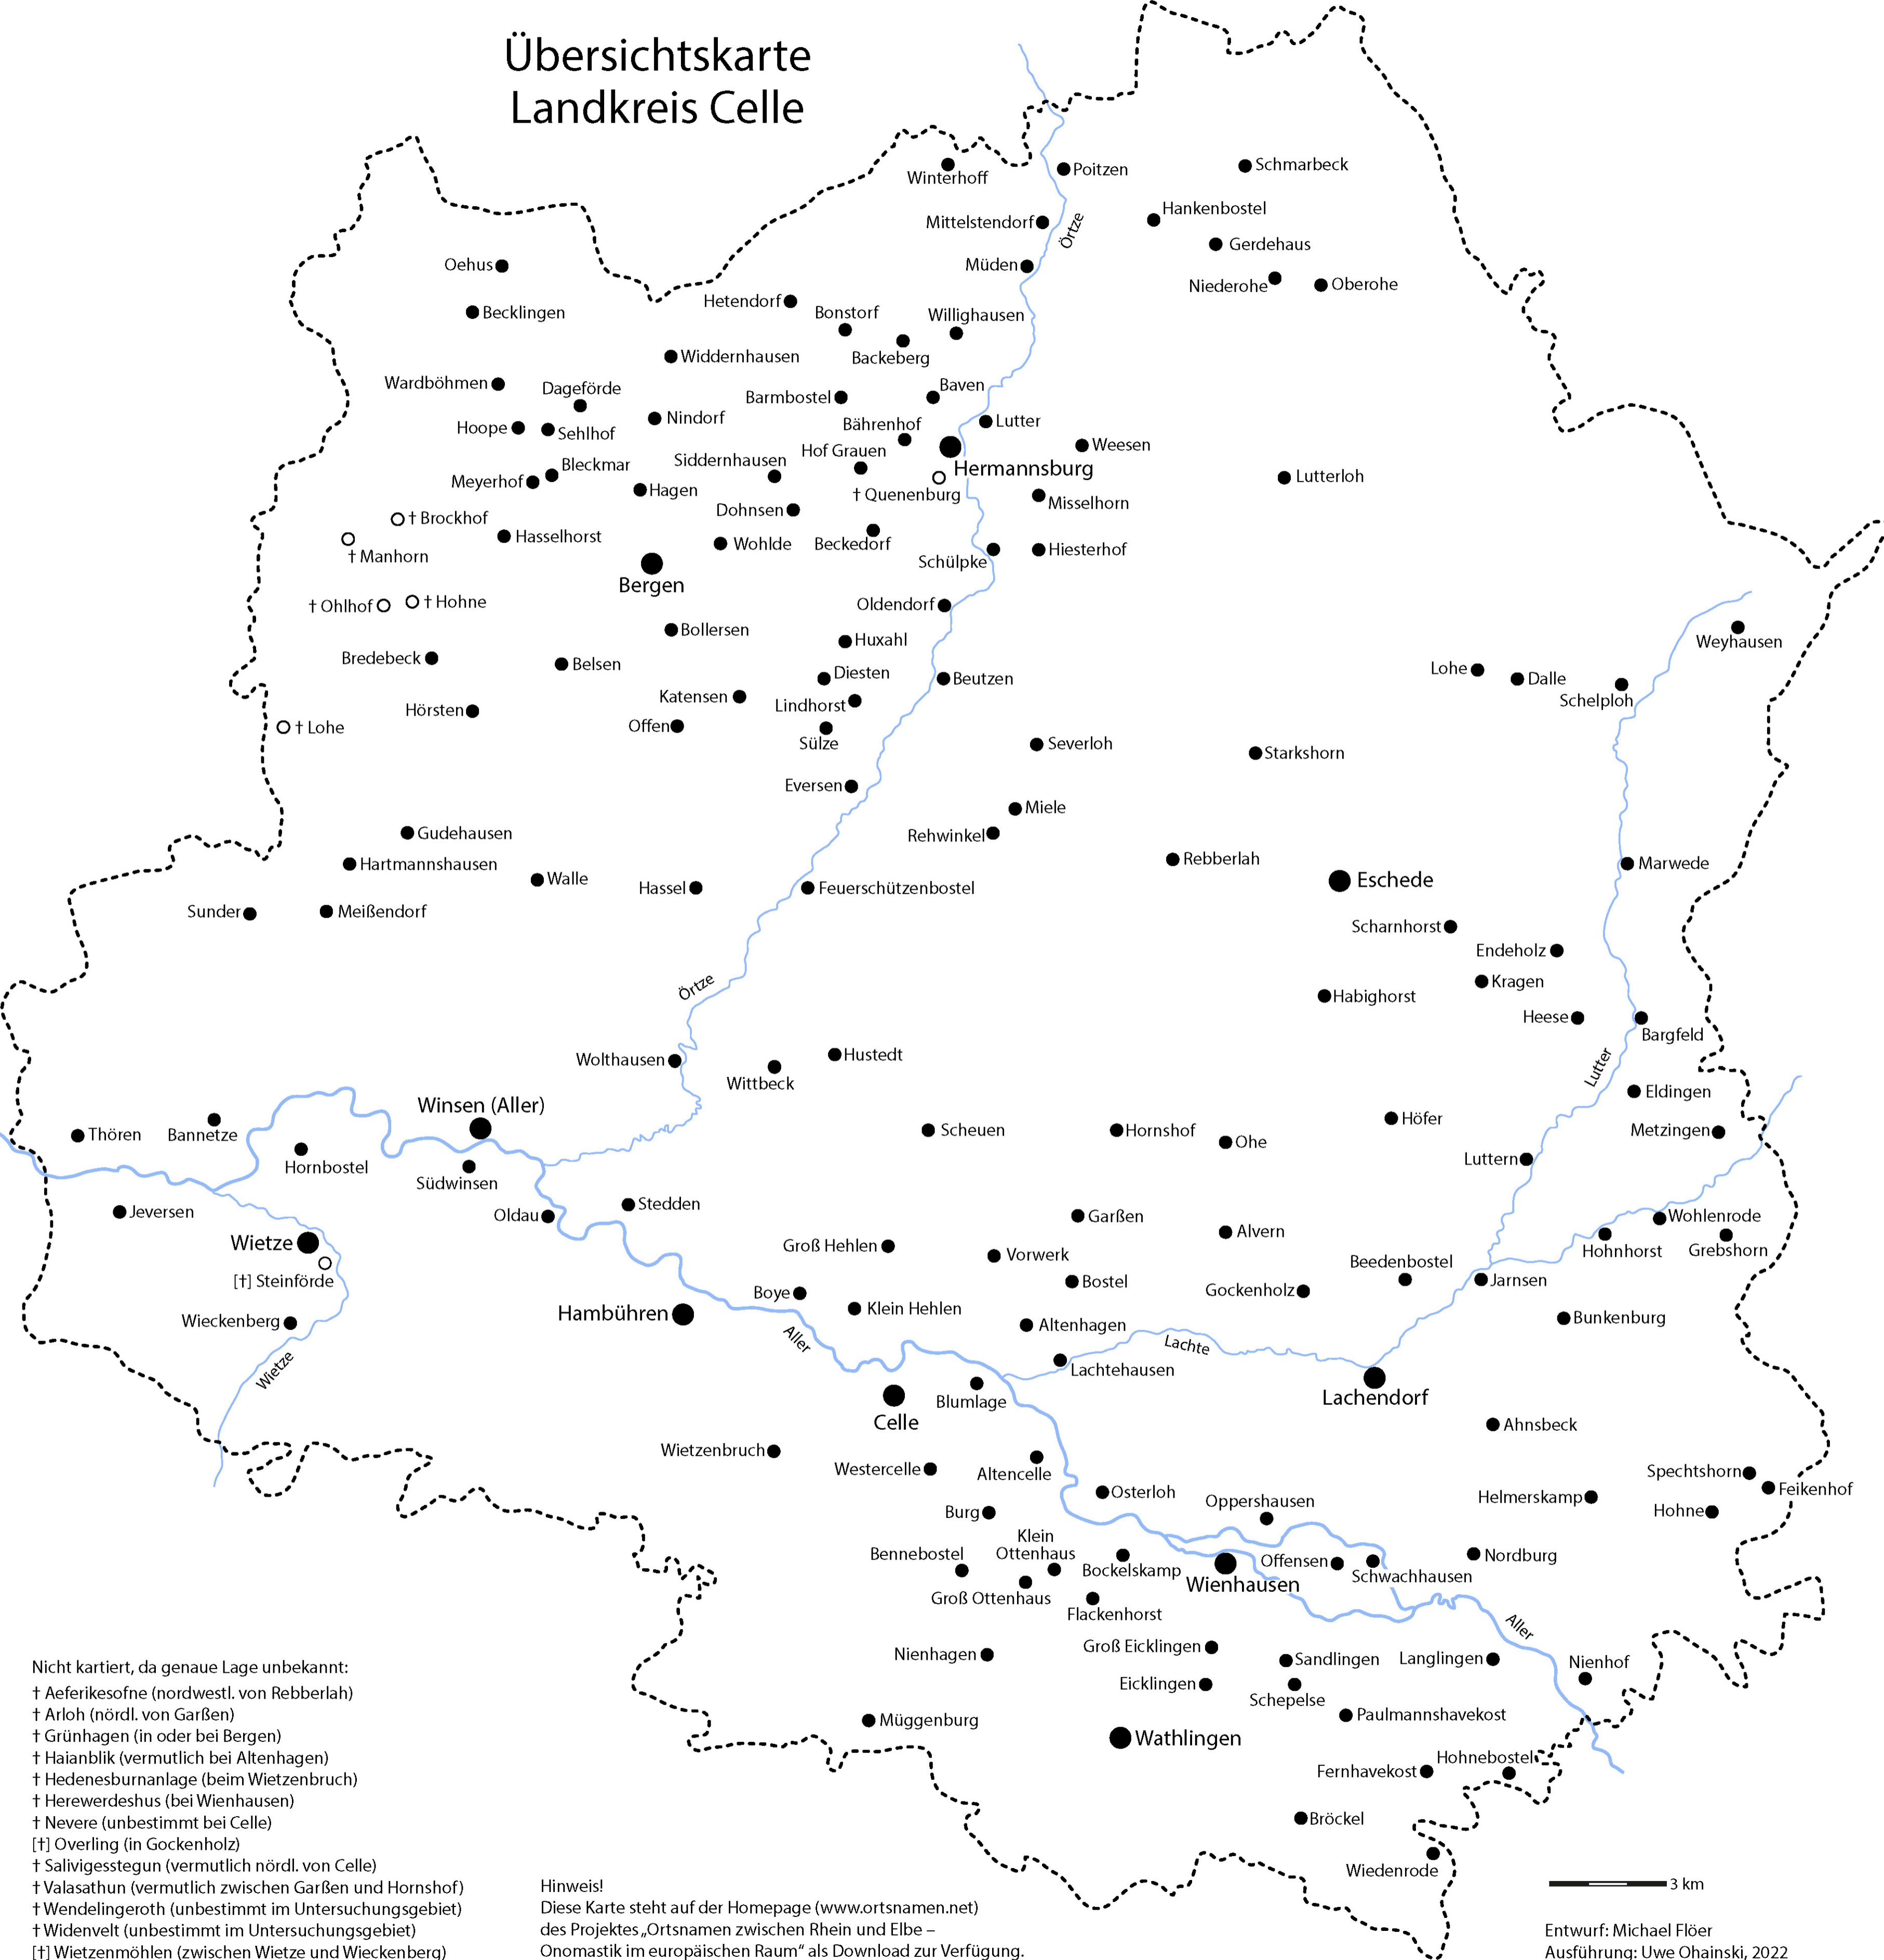 Übersichtskarte
Landkreis Celle
Winterhoff
Poitzen
Schmarbeck
Hankenbostel
Mittelstendorf
Örtze
Gerdehaus
Oehus
Müden
Niederohe
Oberohe
Hetendorf
Becklingen
Bonstorf
Willighausen
Widdernhausen
Backeberg
Wardböhmen
Dageförde
Baven
Barmbostel
Nindorf
Bährenhof
Lutter
Hoope
Sehlhof
Weesen
Hof Grauen
Siddernhausen
Bleckmar
Hermannsburg
Lutterloh
Meyerhof
Hagen
† Quenenburg
Misselhorn
Dohnsen
† Brockhof
Hasselhorst
Wohlde
Beckedorf
Hiesterhof
† Manhorn
Schülpke
Bergen
† Ohlhof
† Hohne
Oldendorf
Bollersen
Huxahl
Weyhausen
Bredebeck
Belsen
Diesten
Beutzen
Lohe
Dalle
Katensen
Lindhorst
Schelploh
Hörsten
† Lohe
Offen
Sülze
Severloh
Starkshorn
Eversen
Miele
Gudehausen
Rehwinkel
Hartmannshausen
Rebberlah
Marwede
Walle
Hassel
Feuerschützenbostel
Eschede
Sunder
Meißendorf
Scharnhorst
Endeholz
Kragen
Örtze
Habighorst
Heese
Bargfeld
Wolthausen
Hustedt
Wittbeck
Lutter
Eldingen
Winsen (Aller)
Höfer
Thören
Bannetze
Scheuen
Hornshof
Ohe
Metzingen
Hornbostel
Luttern
Südwinsen
Jeversen
Oldau
Stedden
Garßen
Wohlenrode
Wietze
Groß Hehlen
Alvern
Vorwerk
Hohnhorst
Grebshorn
[†] Steinförde
Beedenbostel
Bostel
Jarnsen
Boye
Gockenholz
Klein Hehlen
Hambühren
Wieckenberg
Bunkenburg
Aller
Altenhagen
Lachte
Wietze
Lachtehausen
Lachendorf
Blumlage
Celle
Ahnsbeck
Wietzenbruch
Westercelle
Altencelle
Spechtshorn
Feikenhof
Osterloh
Oppershausen
Helmerskamp
Hohne
Burg
Klein
Ottenhaus
Bennebostel
Bockelskamp
Offensen
Nordburg
Wienhausen
Schwachhausen
Groß Ottenhaus
Flackenhorst
Aller
Groß Eicklingen
Nienhagen
Sandlingen
Langlingen
Nienhof
Eicklingen
Schepelse
Müggenburg
Paulmannshavekost
Wathlingen
Hohnebostel
Fernhavekost
Bröckel
Wiedenrode
Nicht kartiert, da genaue Lage unbekannt:
† Aeferikesofne (nordwestl. von Rebberlah)
† Arloh (nördl. von Garßen)
† Grünhagen (in oder bei Bergen)
† Haianblik (vermutlich bei Altenhagen)
† Hedenesburnanlage (beim Wietzenbruch)
† Herewerdeshus (bei Wienhausen)
† Nevere (unbestimmt bei Celle)
[†] Overling (in Gockenholz)
† Salivigesstegun (vermutlich nördl. von Celle)
† Valasathun (vermutlich zwischen Garßen und Hornshof)
† Wendelingeroth (unbestimmt im Untersuchungsgebiet)
† Widenvelt (unbestimmt im Untersuchungsgebiet)
[†] Wietzenmöhlen (zwischen Wietze und Wieckenberg)
Hinweis!
Diese Karte steht auf der Homepage (www.ortsnamen.net)
des Projektes „Ortsnamen zwischen Rhein und Elbe –
Onomastik im europäischen Raum“ als Download zur Verfügung.
3 km
Entwurf: Michael Flöer
Ausführung: Uwe Ohainski, 2022